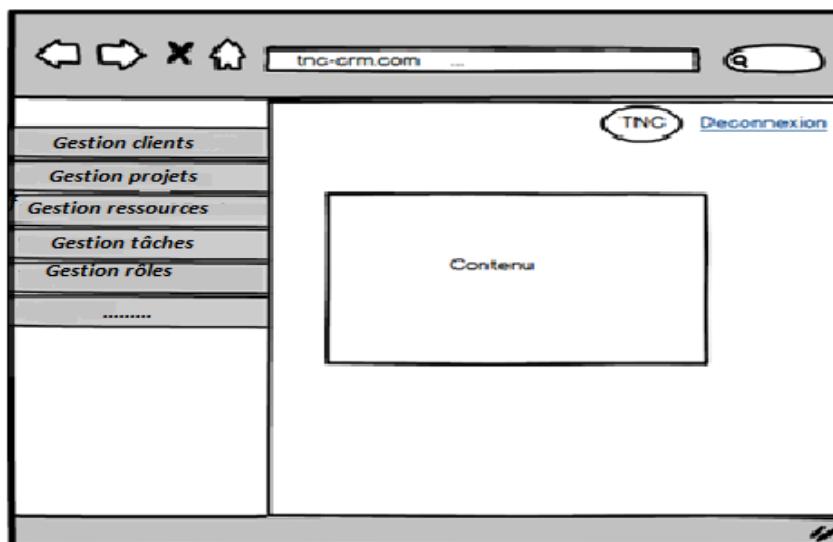 tnc-crm.com ...
TNC Deconnexion
Gestion clients
Gestion projets
Gestion ressources
Gestion tâches
Gestion rôles
.........
Contenu